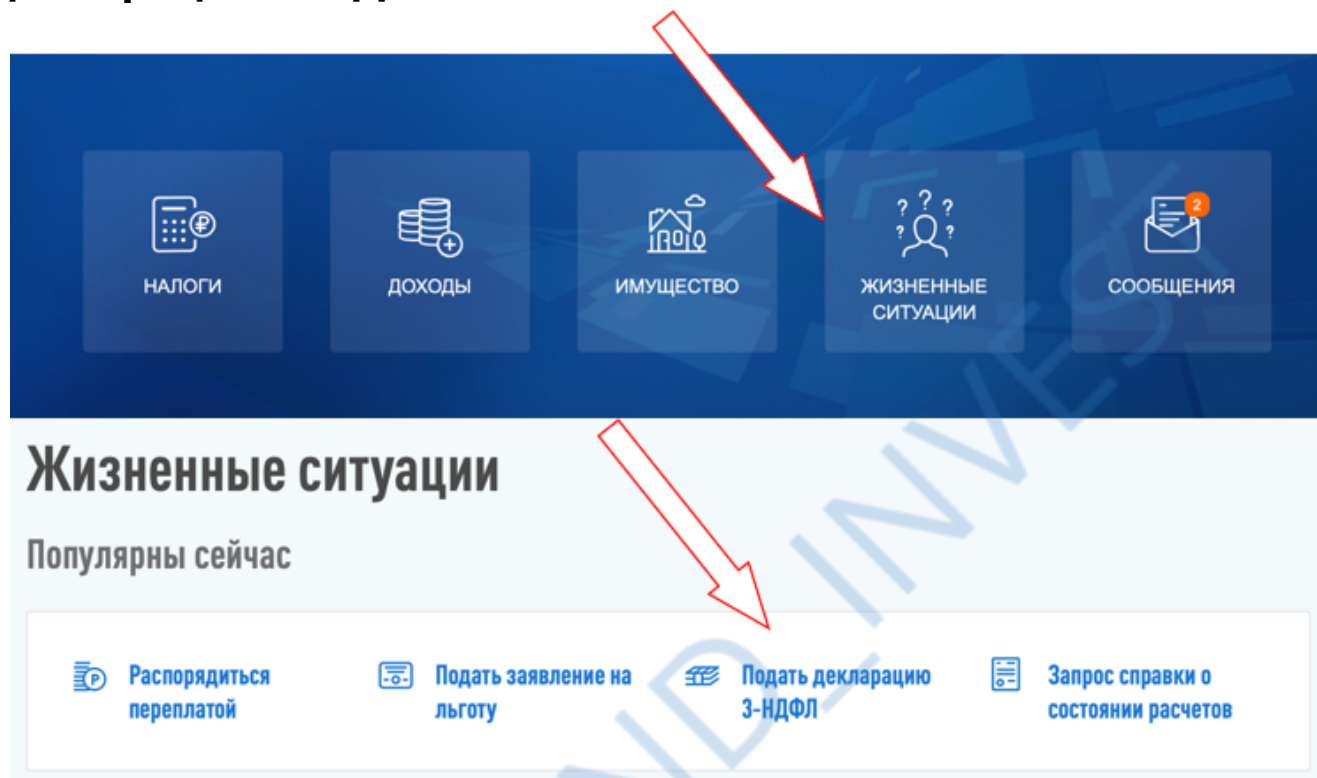 НАЛОГИ
ДОХОДЫ
ИМУЩЕСТВО
ЖИЗНЕННЫЕ
СИТУАЦИИ
2
СООБЩЕНИЯ
Жизненные ситуации
Популярны сейчас
Распорядиться
переплатой
Подать заявление на
льготу
Подать декларацию
3-НДФЛ
Запрос справки о
состоянии расчетов
ND_INVEST